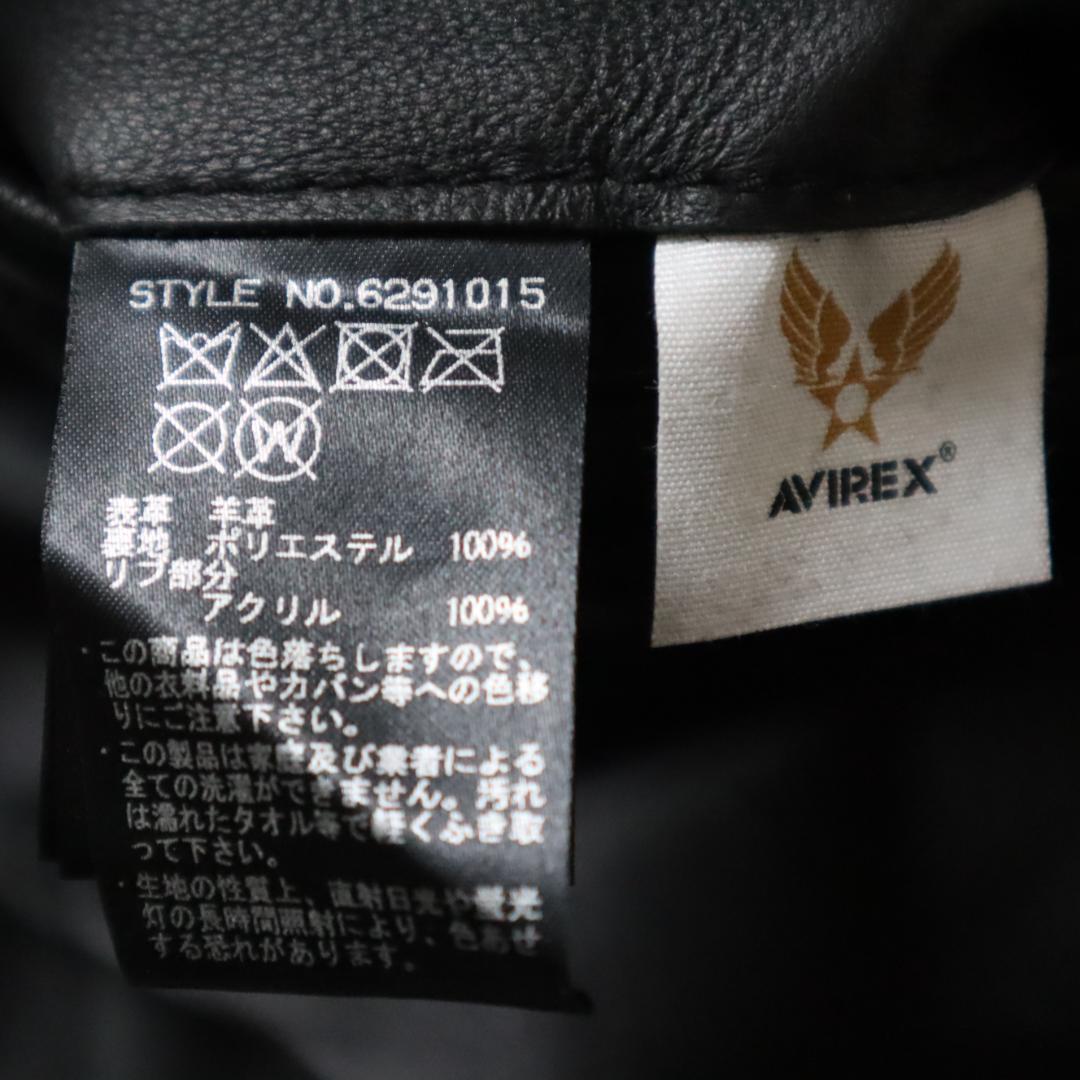 STYLE NO.6291015
W
表革 羊革
裏地 ポリエステル 100%
リブ部分
アクリル 100%
・この商品は色落ちしますので、
他の衣料品やカバン等への色移
りにご注意下さい。
・この製品は家庭及び業者による
全ての洗濯ができません。汚れ
は濡れたタオル等で軽くふき取
って下さい。
・生地の性質上、直射日光や蛍光
灯の長時間照射により、色あせ
する恐れがあります。
AVIREX®